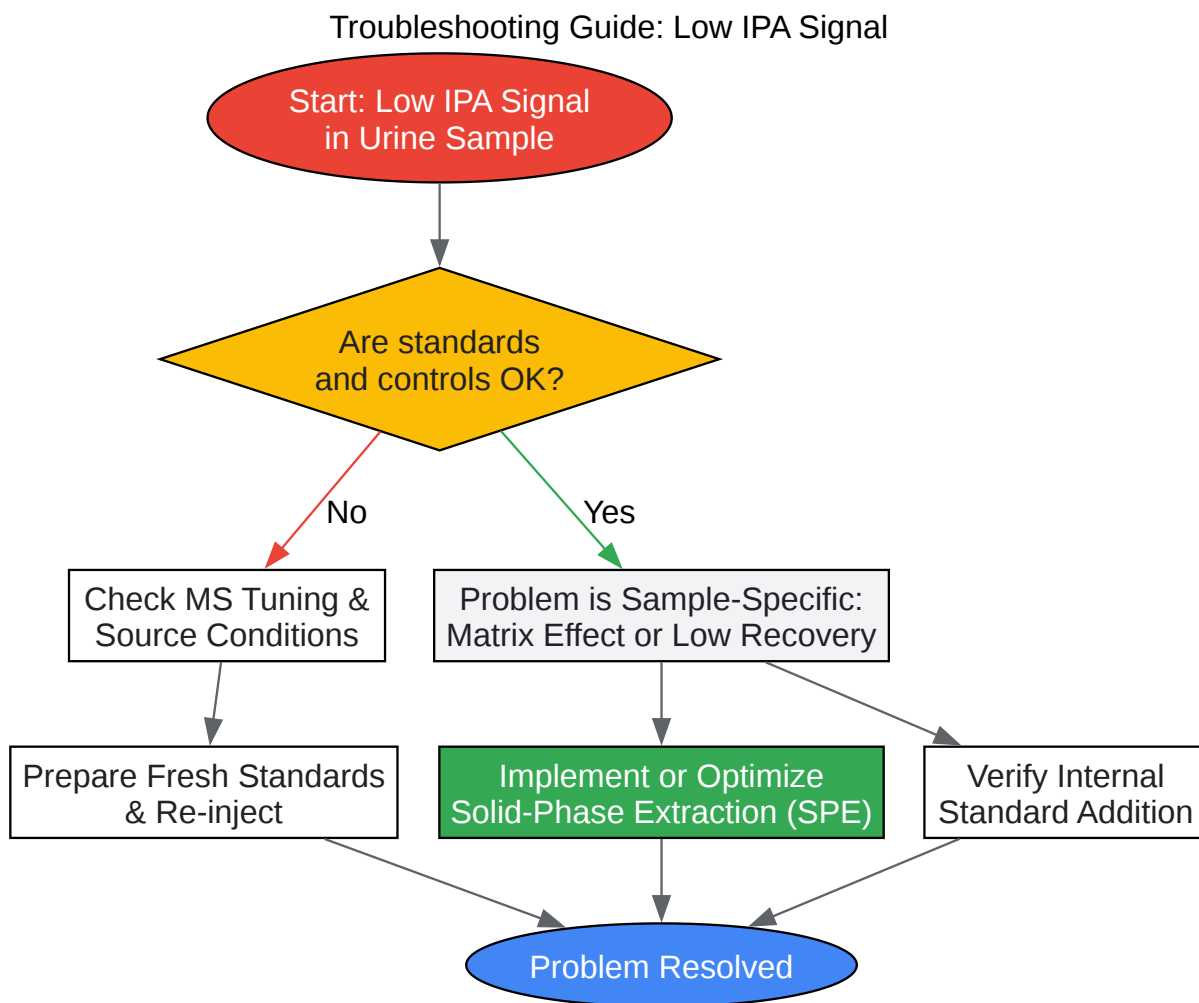 Troubleshooting Guide: Low IPA Signal
Start: Low IPA Signal
in Urine Sample
Are standards
and controls OK?
No
Yes
Check MS Tuning &
Source Conditions
Problem is Sample-Specific:
Matrix Effect or Low Recovery
Prepare Fresh Standards
& Re-inject
Implement or Optimize
Solid-Phase Extraction (SPE)
Verify Internal
Standard Addition
Problem Resolved